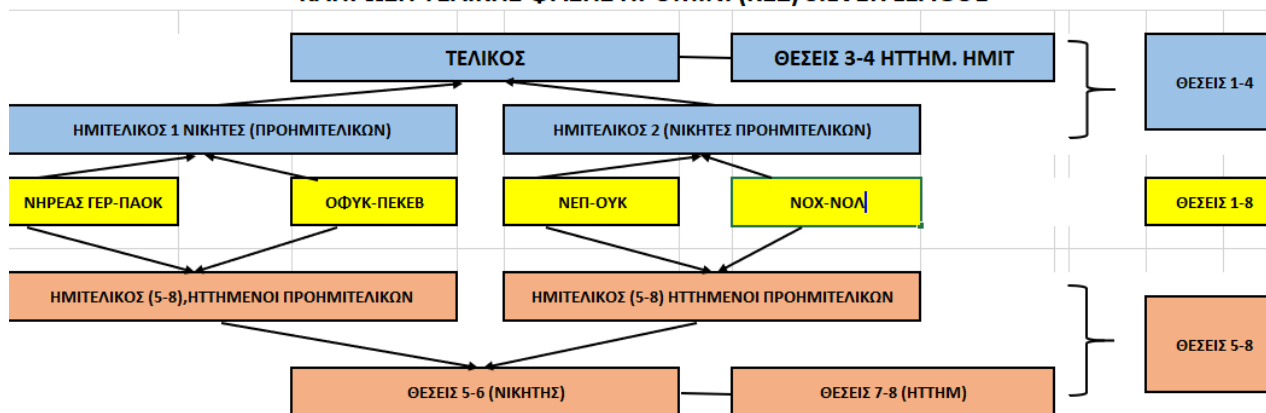 ΤΕΛΙΚΟΣ
ΘΕΣΕΙΣ 3-4 ΗΤΤΗΜ. ΗΜΙΤ
ΘΕΣΕΙΣ 1-4
ΗΜΙΤΕΛΙΚΟΣ 1 ΝΙΚΗΤΕΣ (ΠΡΟΗΜΙΤΕΛΙΚΩΝ)
ΗΜΙΤΕΛΙΚΟΣ 2 (ΝΙΚΗΤΕΣ ΠΡΟΗΜΙΤΕΛΙΚΩΝ)
ΝΗΡΕΑΣ ΓΕΡ-ΠΑΟΚ
ΟΦΥΚ-ΠΕΚΕΒ
ΝΕΠ-ΟΥΚ
ΝΟΧ-ΝΟΛ
ΘΕΣΕΙΣ 1-8
ΗΜΙΤΕΛΙΚΟΣ (5-8),ΗΤΤΗΜΕΝΟΙ ΠΡΟΗΜΙΤΕΛΙΚΩΝ
ΗΜΙΤΕΛΙΚΟΣ (5-8) ΗΤΤΗΜΕΝΟΙ ΠΡΟΗΜΙΤΕΛΙΚΩΝ
ΘΕΣΕΙΣ 5-8
ΘΕΣΕΙΣ 5-6 (ΝΙΚΗΤΗΣ)
ΘΕΣΕΙΣ 7-8 (ΗΤΤΗΜ)